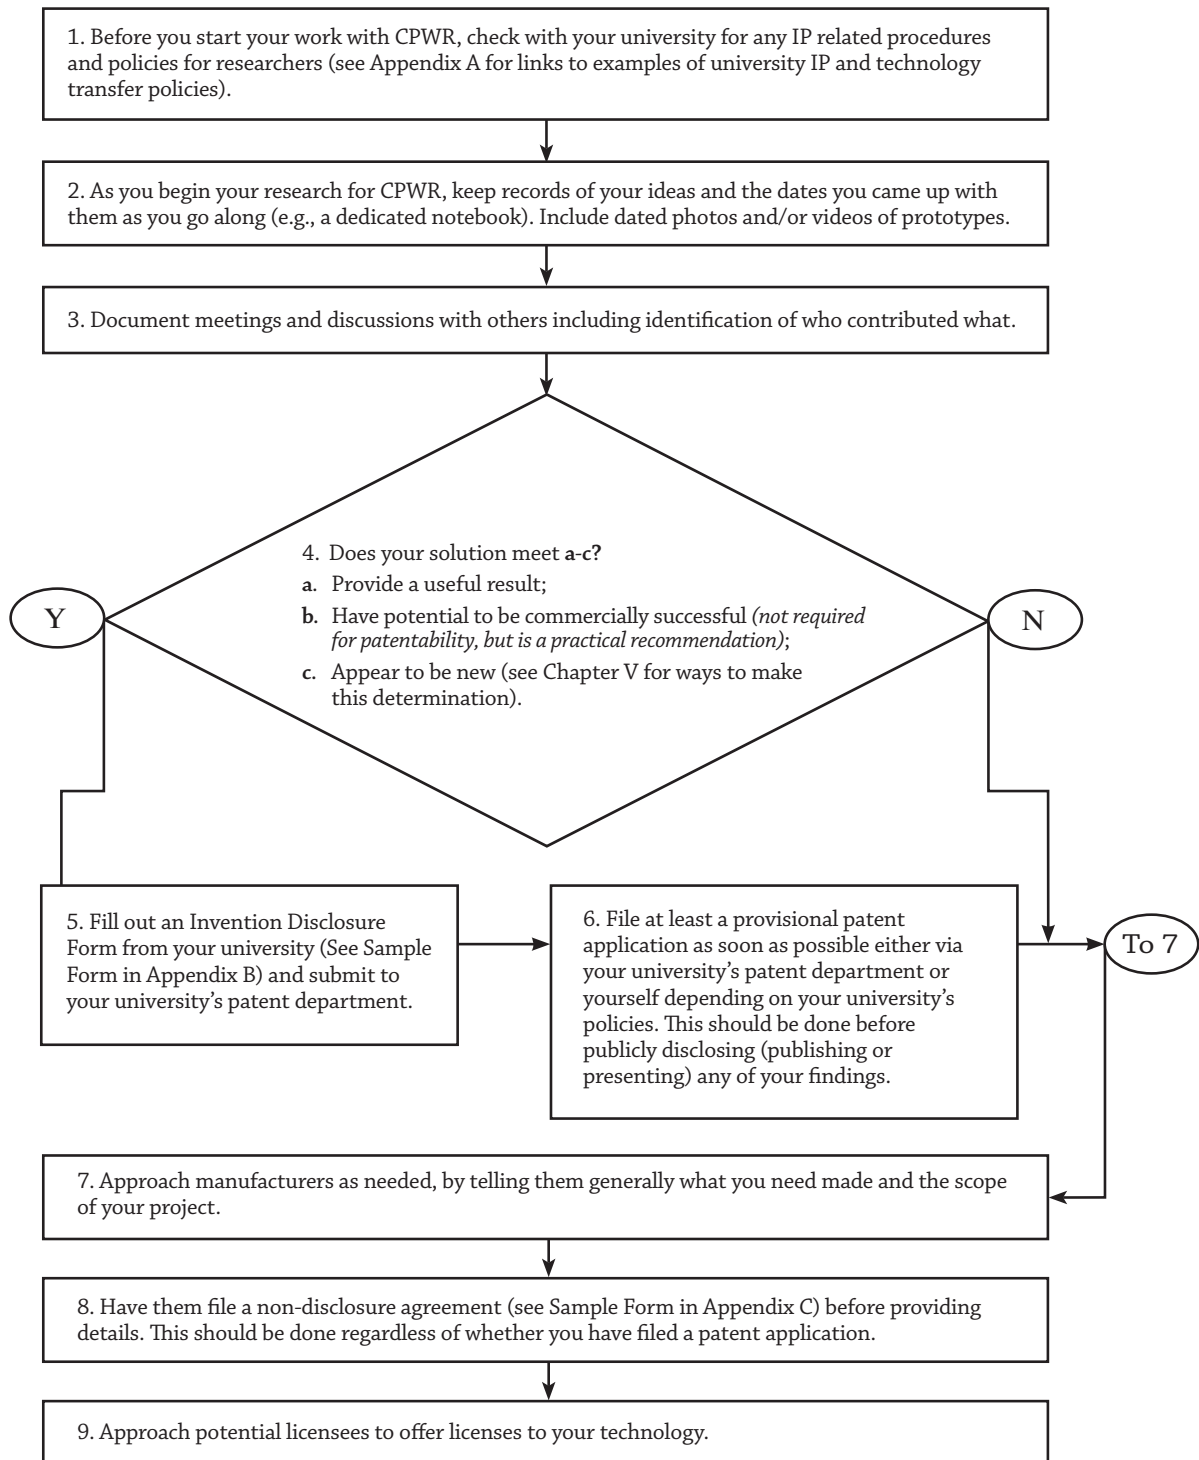 1. Before you start your work with CPWR, check with your university for any IP related procedures
and policies for researchers (see Appendix A for links to examples of university IP and technology
transfer policies).
2. As you begin your research for CPWR, keep records of your ideas and the dates you came up with
them as you go along (e.g., a dedicated notebook). Include dated photos and/or videos of prototypes.
3. Document meetings and discussions with others including identification of who contributed what.
4. Does your solution meet a-c?
a. Provide a useful result;
b. Have potential to be commercially successful (not required
for patentability, but is a practical recommendation);
c. Appear to be new (see Chapter V for ways to make
this determination).
Y
N
5. Fill out an Invention Disclosure
Form from your university (See Sample
Form in Appendix B) and submit to
your university's patent department.
6. File at least a provisional patent
application as soon as possible either via
your university's patent department or
yourself depending on your university's
policies. This should be done before
publicly disclosing (publishing or
presenting) any of your findings.
To 7
7. Approach manufacturers as needed, by telling them generally what you need made and the scope
of your project.
8. Have them file a non-disclosure agreement (see Sample Form in Appendix C) before providing
details. This should be done regardless of whether you have filed a patent application.
9. Approach potential licensees to offer licenses to your technology.